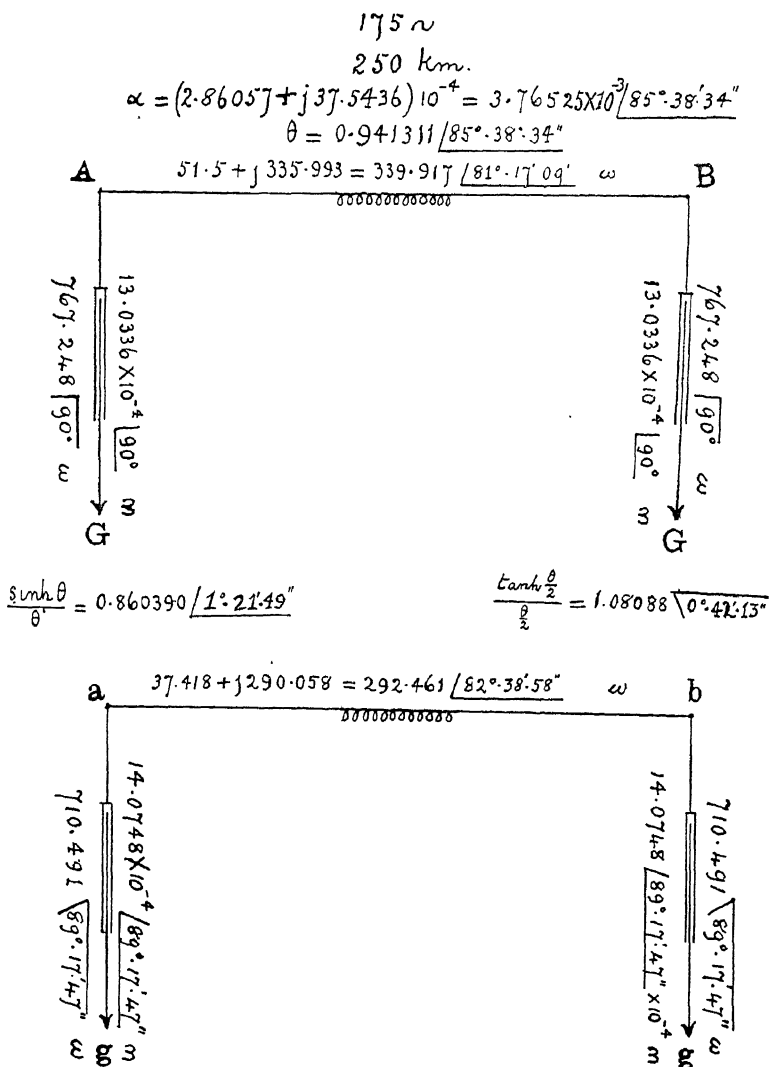 175 ~
250 km.
α = (2.86057 + j 37.5436) 10⁻⁴ = 3.76525×10⁻³ /85°.38'.34"
θ = 0.941311 /85°.38'.34"
A 51.5 + j 335.993 = 339.917 /81°.17'09' ω B
767.248 |90° ω
13.0336×10⁻⁴ |90° ℧
13.0336×10⁻⁴ |90° ℧
767.248 |90° ω
G G
sinh θ / θ' = 0.860390 /1°.21'.49"
tanh θ/2 / θ/2 = 1.08088 \0°.42'.13"
a 37.418 + j 290.058 = 292.461 /82°.38'.58" ω b
710.491 \89°.17'.47" ω
14.0748×10⁻⁴ /89°.17'.47" ℧
14.0748 /89°.17'.47" ×10⁻⁴ ℧
710.491 \89°.17'.47" ω
g g